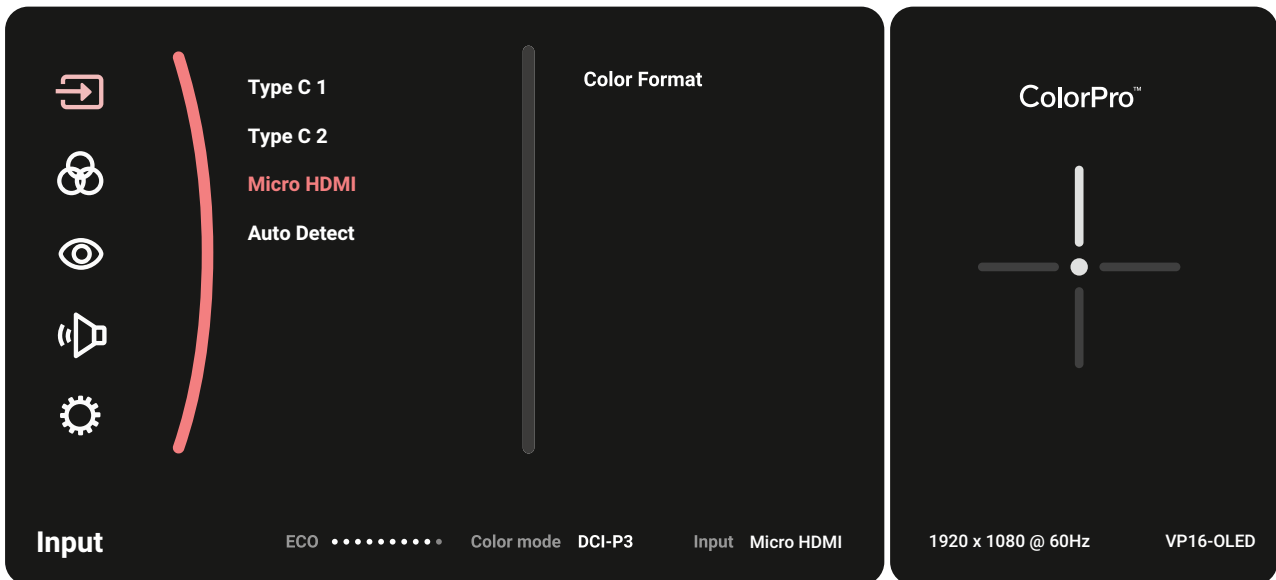 Type C 1
Type C 2
Micro HDMI
Auto Detect
Color Format
Input
ECO
Color mode DCI-P3
Input Micro HDMI
ColorPro™
1920 x 1080 @ 60Hz
VP16-OLED